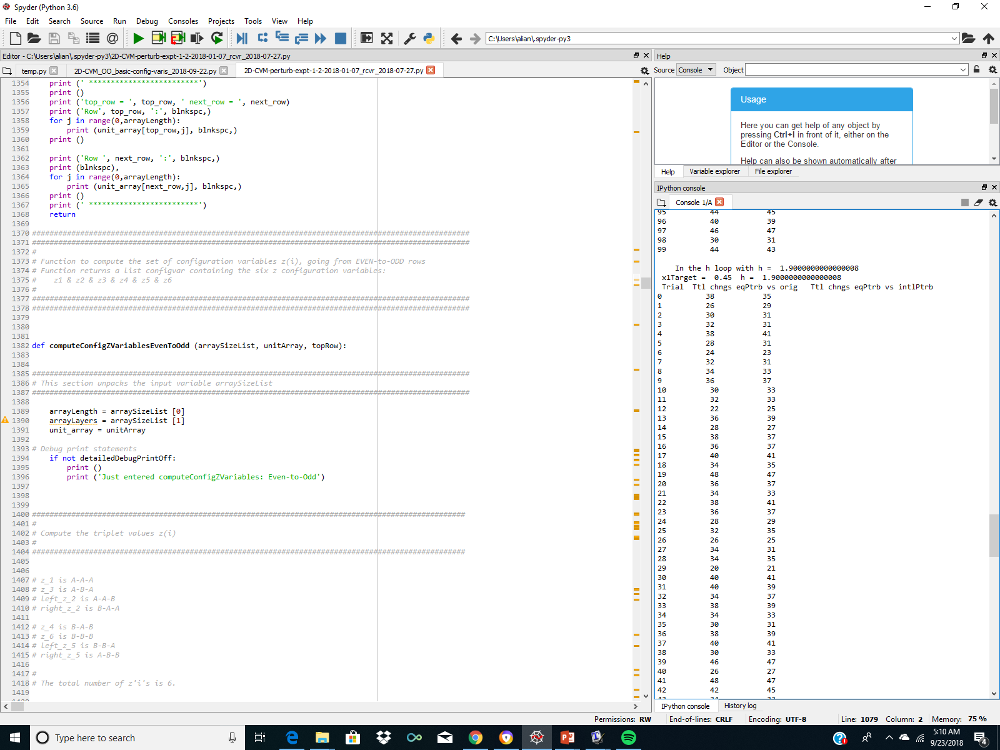 Spyder (Python 3.6)
File Edit Search Source Run Debug Consoles Projects Tools View Help
C:\Users\alian\.spyder-py3
Editor - C:\Users\alian\.spyder-py3\2D-CVM-perturb-expt-1-2-2018-01-07_rcvr_2018-07-27.py
temp.py 2D-CVM_OO_basic-config-varis_2018-09-22.py 2D-CVM-perturb-expt-1-2-2018-01-07_rcvr_2018-07-27.py
1354 print (' *************************')
1355 print ()
1356 print ('top_row = ', top_row, ' next_row = ', next_row)
1357 print ('Row', top_row, ':', blnkspc,)
1358 for j in range(0,arrayLength):
1359 print (unit_array[top_row,j], blnkspc,)
1360 print ()
1361
1362 print ('Row ', next_row, ':', blnkspc,)
1363 print (blnkspc),
1364 for j in range(0,arrayLength):
1365 print (unit_array[next_row,j], blnkspc,)
1366 print ()
1367 print (' *************************')
1368 return
1369
1370 ####################################################################################################
1371 ####################################################################################################
1372 #
1373 # Function to compute the set of configuration variables z(i), going from EVEN-to-ODD rows
1374 # Function returns a list configvar containing the six z configuration variables:
1375 # z1 & z2 & z3 & z4 & z5 & z6
1376 #
1377 ####################################################################################################
1378 ####################################################################################################
1379
1380
1381
1382 def computeConfigZVariablesEvenToOdd (arraySizeList, unitArray, topRow):
1383
1384
1385 ####################################################################################################
1386 # This section unpacks the input variable arraySizeList
1387 ####################################################################################################
1388
1389 arrayLength = arraySizeList [0]
1390 arrayLayers = arraySizeList [1]
1391 unit_array = unitArray
1392
1393 # Debug print statements
1394 if not detailedDebugPrintOff:
1395 print ()
1396 print ('Just entered computeConfigZVariables: Even-to-Odd')
1397
1398
1399
1400 ###################################################################################################
1401 #
1402 # Compute the triplet values z(i)
1403 #
1404 ###################################################################################################
1405
1406
1407 # z_1 is A-A-A
1408 # z_3 is A-B-A
1409 # left_z_2 is A-A-B
1410 # right_z_2 is B-A-A
1411
1412 # z_4 is B-A-B
1413 # z_6 is B-B-B
1414 # left_z_5 is B-B-A
1415 # right_z_5 is A-B-B
1416
1417 #
1418 # The total number of z'i's is 6.
1419
Help
Source Console Object
Usage
Here you can get help of any object by
pressing Ctrl+I in front of it, either on the
Editor or the Console.
Help can also be shown automatically after
Help Variable explorer File explorer
IPython console
Console 1/A
95 44 45
96 40 39
97 46 47
98 30 31
99 44 43
In the h loop with h = 1.9000000000000008
x1Target = 0.45 h = 1.9000000000000008
Trial Ttl chngs eqPtrb vs orig Ttl chngs eqPtrb vs intlPtrb
0 38 35
1 26 29
2 30 31
3 32 31
4 38 41
5 28 31
6 24 23
7 32 31
8 34 33
9 36 37
10 30 33
11 32 33
12 22 25
13 36 39
14 28 27
15 38 37
16 36 37
17 40 41
18 34 35
19 48 47
20 36 37
21 34 33
22 38 41
23 36 37
24 28 29
25 32 35
26 26 25
27 34 31
28 34 35
29 20 21
30 40 41
31 40 39
32 34 37
33 38 39
34 34 33
35 30 31
36 38 39
37 40 41
38 30 33
39 46 47
40 26 27
41 48 47
42 42 45
IPython console History log
Permissions: RW End-of-lines: CRLF Encoding: UTF-8 Line: 1079 Column: 2 Memory: 75 %
Type here to search
5:10 AM
9/23/2018
4